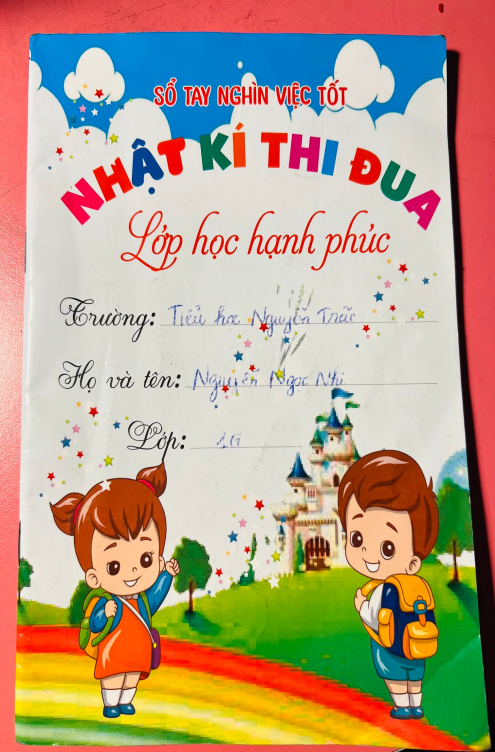 SỔ TAY NGHÌN VIỆC TỐT
NHẬT KÍ THI ĐUA
Lớp học hạnh phúc
Trường: Tiểu học Nguyễn Trãi
Họ và tên: Nguyễn Ngọc Nhi
Lớp: 1G